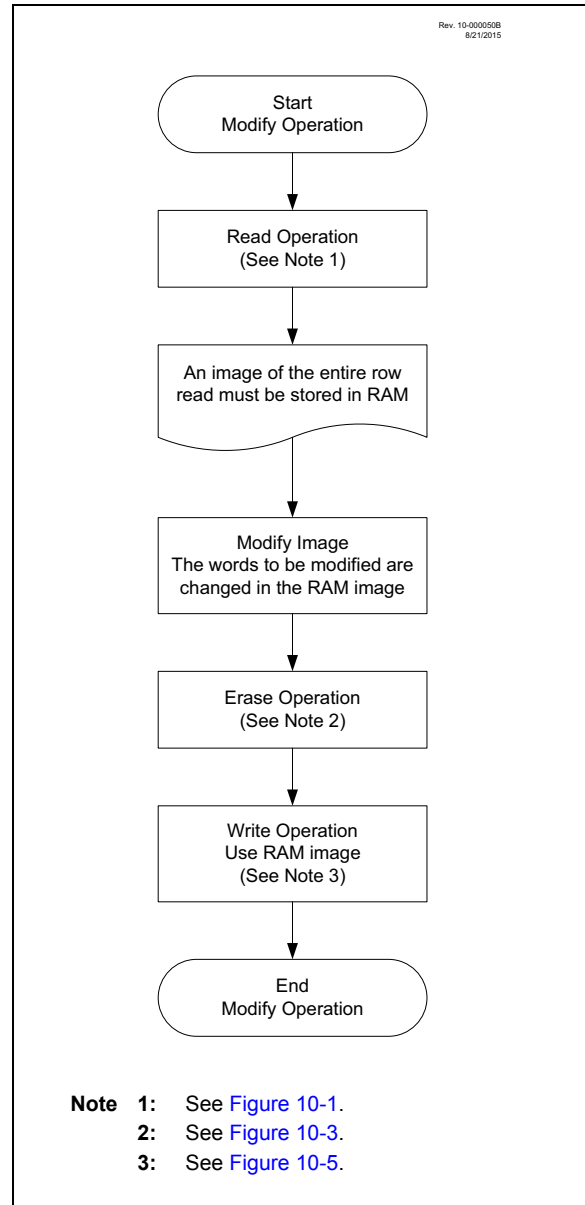 Rev. 10-000050B
8/21/2015
Start
Modify Operation
Read Operation
(See Note 1)
An image of the entire row
read must be stored in RAM
Modify Image
The words to be modified are
changed in the RAM image
Erase Operation
(See Note 2)
Write Operation
Use RAM image
(See Note 3)
End
Modify Operation
Note 1: See Figure 10-1.
2: See Figure 10-3.
3: See Figure 10-5.